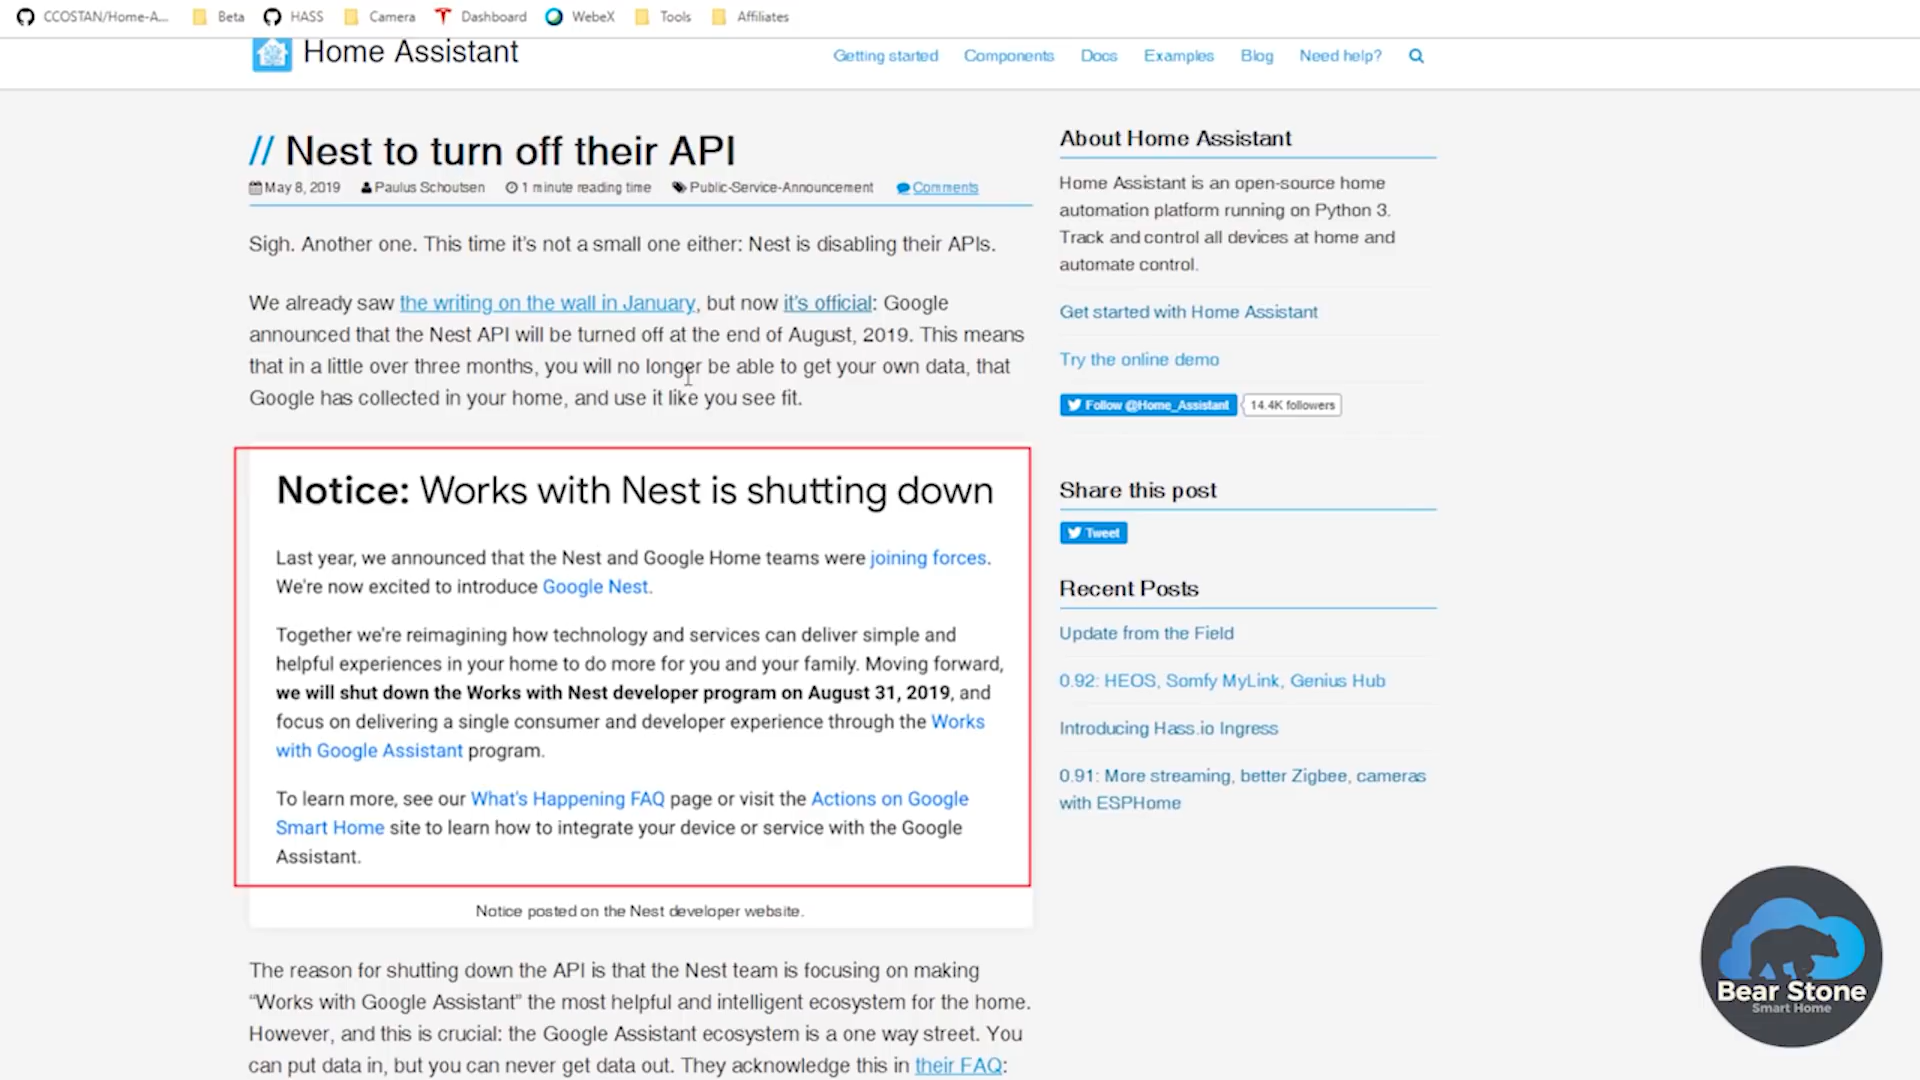 CCOSTAN/Home-A... Beta HASS Camera Dashboard WebeX Tools Affiliates
Home Assistant
Getting started Components Docs Examples Blog Need help?
// Nest to turn off their API
May 8, 2019 Paulus Schoutsen 1 minute reading time Public-Service-Announcement Comments
Sigh. Another one. This time it's not a small one either: Nest is disabling their APIs.
We already saw the writing on the wall in January, but now it's official: Google
announced that the Nest API will be turned off at the end of August, 2019. This means
that in a little over three months, you will no longer be able to get your own data, that
Google has collected in your home, and use it like you see fit.
Notice: Works with Nest is shutting down
Last year, we announced that the Nest and Google Home teams were joining forces.
We're now excited to introduce Google Nest.
Together we're reimagining how technology and services can deliver simple and
helpful experiences in your home to do more for you and your family. Moving forward,
we will shut down the Works with Nest developer program on August 31, 2019, and
focus on delivering a single consumer and developer experience through the Works
with Google Assistant program.
To learn more, see our What's Happening FAQ page or visit the Actions on Google
Smart Home site to learn how to integrate your device or service with the Google
Assistant.
Notice posted on the Nest developer website.
The reason for shutting down the API is that the Nest team is focusing on making
“Works with Google Assistant” the most helpful and intelligent ecosystem for the home.
However, and this is crucial: the Google Assistant ecosystem is a one way street. You
can put data in, but you can never get data out. They acknowledge this in their FAQ:
About Home Assistant
Home Assistant is an open-source home
automation platform running on Python 3.
Track and control all devices at home and
automate control.
Get started with Home Assistant
Try the online demo
Follow @Home_Assistant 14.4K followers
Share this post
Tweet
Recent Posts
Update from the Field
0.92: HEOS, Somfy MyLink, Genius Hub
Introducing Hass.io Ingress
0.91: More streaming, better Zigbee, cameras
with ESPHome
Bear Stone
Smart Home